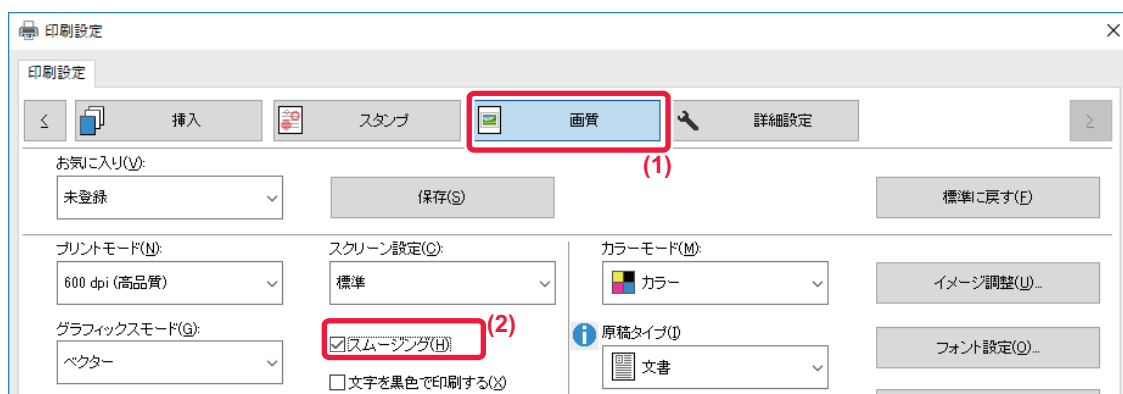 印刷設定
印刷設定
挿入 スタンプ 画質 詳細設定
(1)
お気に入り(V):
未登録 保存(S) 標準に戻す(F)
プリントモード(N): スクリーン設定(C): カラーモード(M):
600 dpi (高品質) 標準 カラー イメージ調整(U)...
グラフィックスモード(G): (2) 原稿タイプ(I)
ベクター スムージング(H) 文書 フォント設定(O)...
文字を黒色で印刷する(X)